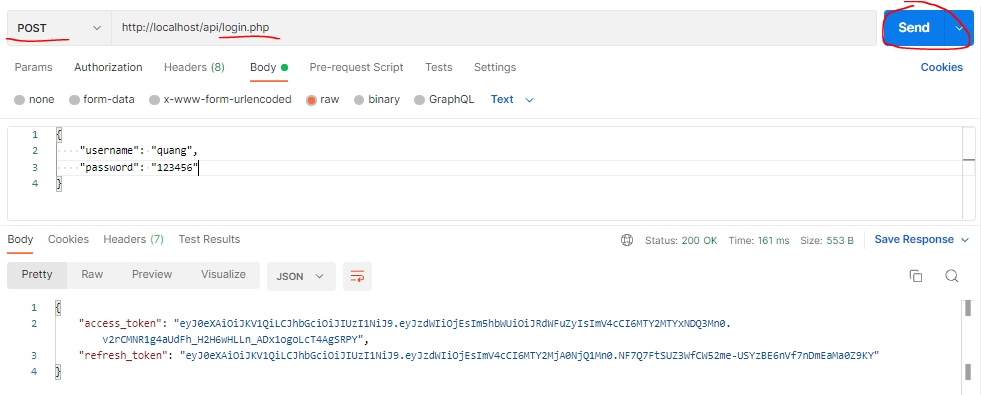 POST http://localhost/api/login.php Send
Params Authorization Headers (8) Body Pre-request Script Tests Settings Cookies
none form-data x-www-form-urlencoded raw binary GraphQL Text
1 {
2 "username": "quang",
3 "password": "123456"
4 }
Body Cookies Headers (7) Test Results Status: 200 OK Time: 161 ms Size: 553 B Save Response
Pretty Raw Preview Visualize JSON
1 {
2 "access_token": "eyJ0eXAiOiJKV1QiLCJhbGciOiJIUzI1NiJ9.eyJzdWIiOjEsIm5hbWUiOiJRdWFuZyIsImV4cCI6MTY2MTYxNDQ3Mn0.
v2rCMNR1g4aUdFh_H2H6wHLLn_ADx1ogoLcT4AgSRPY",
3 "refresh_token": "eyJ0eXAiOiJKV1QiLCJhbGciOiJIUzI1NiJ9.eyJzdWIiOjEsImV4cCI6MTY2MjA0NjQ1Mn0.NF7Q7FtSUZ3WfCW52me-USYzBE6nVf7nDmEaMa0Z9KY"
4 }